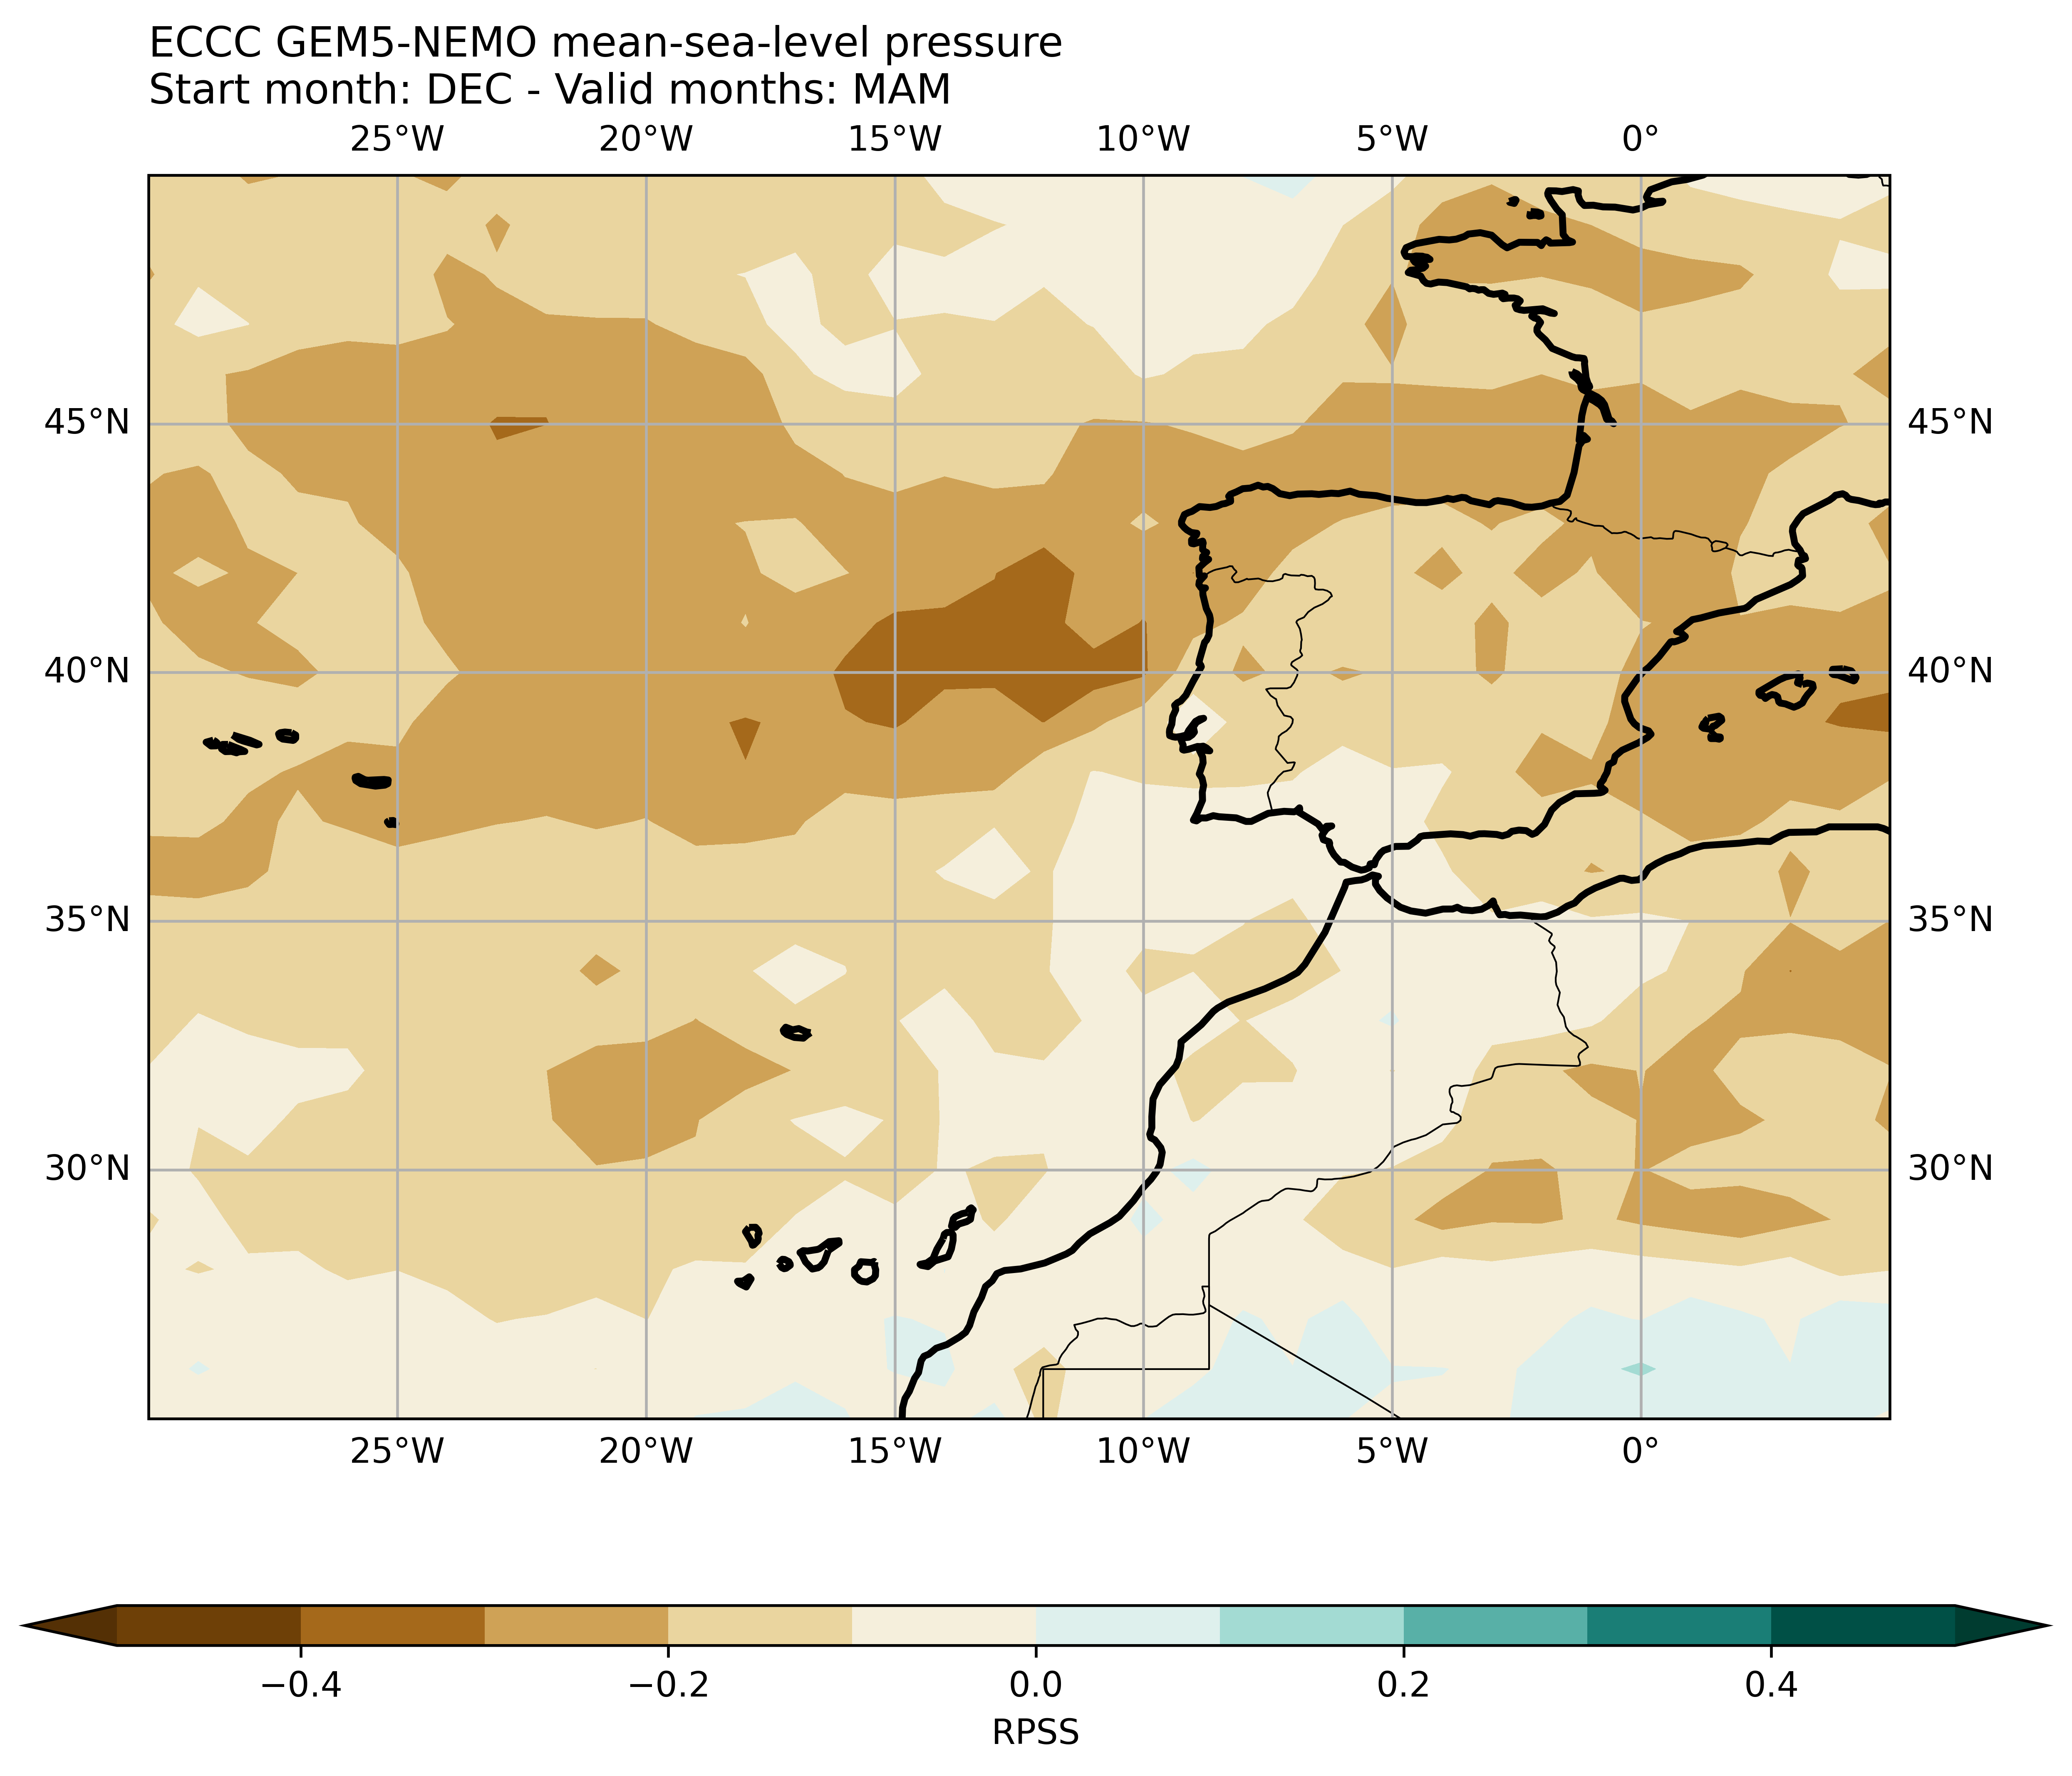 ECCC GEM5-NEMO mean-sea-level pressure
Start month: DEC - Valid months: MAM
25°W 20°W 15°W 10°W 5°W 0°
45°N 45°N
40°N 40°N
35°N 35°N
30°N 30°N
25°W 20°W 15°W 10°W 5°W 0°
−0.4 −0.2 0.0 0.2 0.4
RPSS